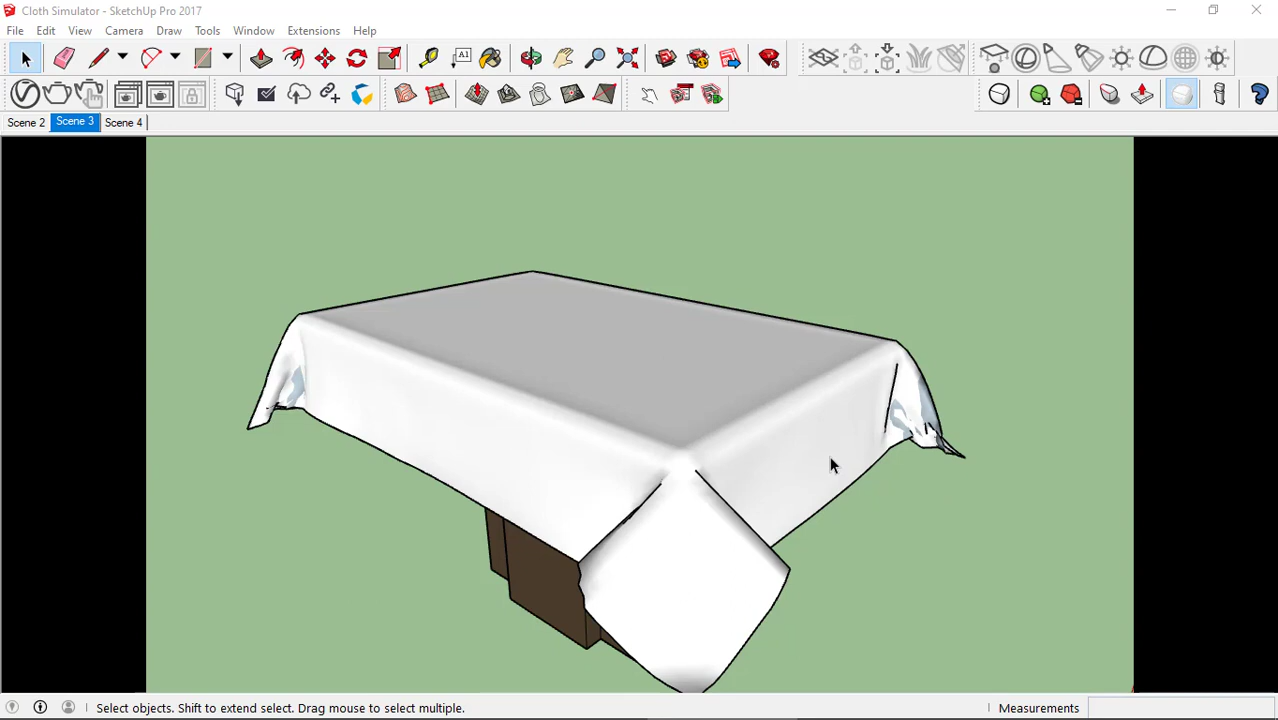 Cloth Simulator - SketchUp Pro 2017
File Edit View Camera Draw Tools Window Extensions Help
A1
Scene 2 Scene 3 Scene 4
Select objects. Shift to extend select. Drag mouse to select multiple. Measurements